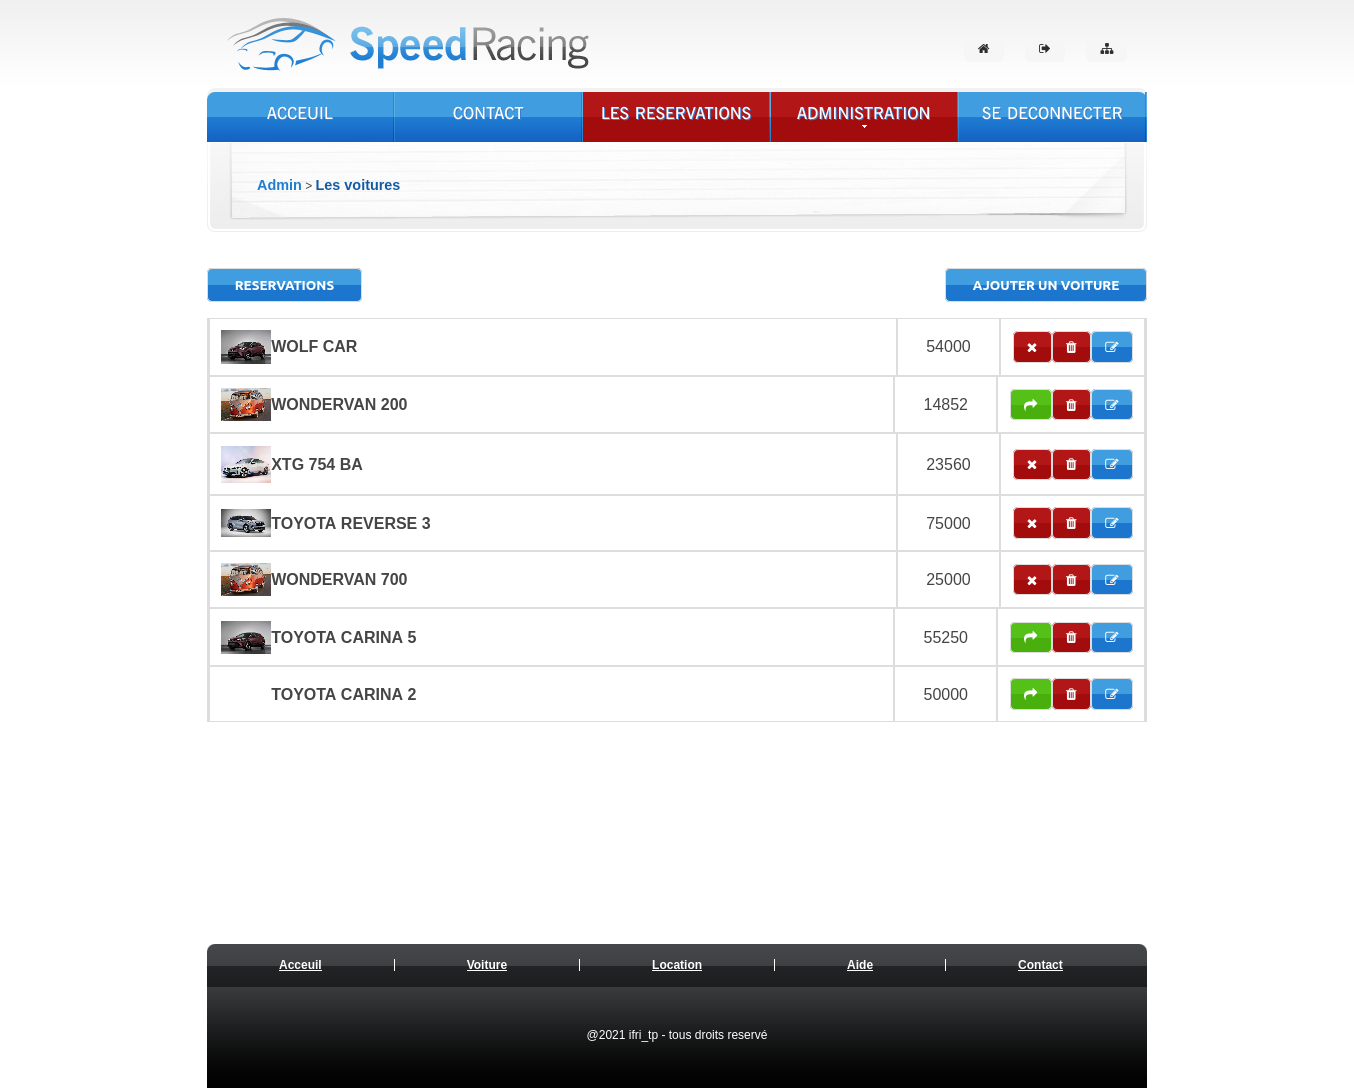 SpeedRacing
ACCEUIL CONTACT LES RESERVATIONS ADMINISTRATION SE DECONNECTER
Admin > Les voitures
RESERVATIONS AJOUTER UN VOITURE
WOLF CAR 54000
WONDERVAN 200 14852
XTG 754 BA 23560
TOYOTA REVERSE 3 75000
WONDERVAN 700 25000
TOYOTA CARINA 5 55250
TOYOTA CARINA 2 50000
Acceuil Voiture Location Aide Contact
@2021 ifri_tp - tous droits reservé